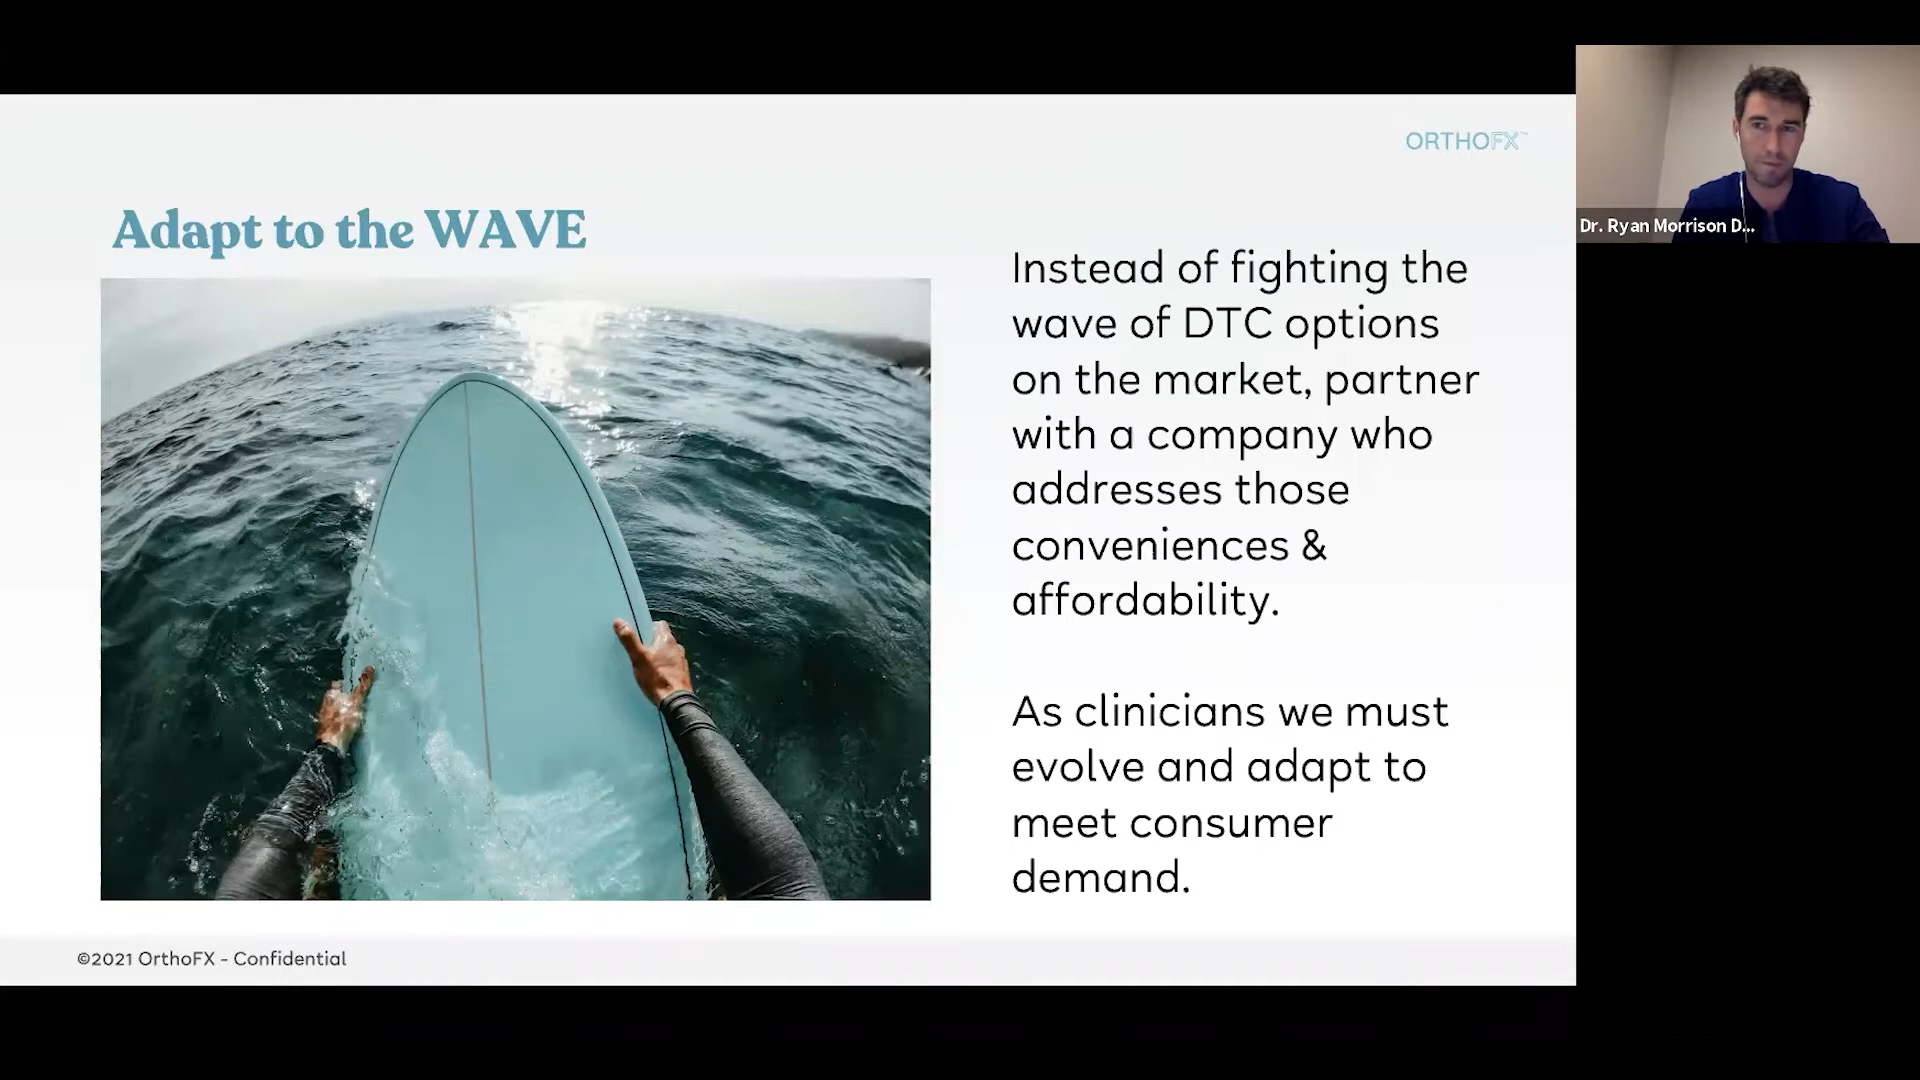 ORTHOFX™
Dr. Ryan Morrison D...
Adapt to the WAVE
Instead of fighting the
wave of DTC options
on the market, partner
with a company who
addresses those
conveniences &
affordability.
As clinicians we must
evolve and adapt to
meet consumer
demand.
©2021 OrthoFX - Confidential